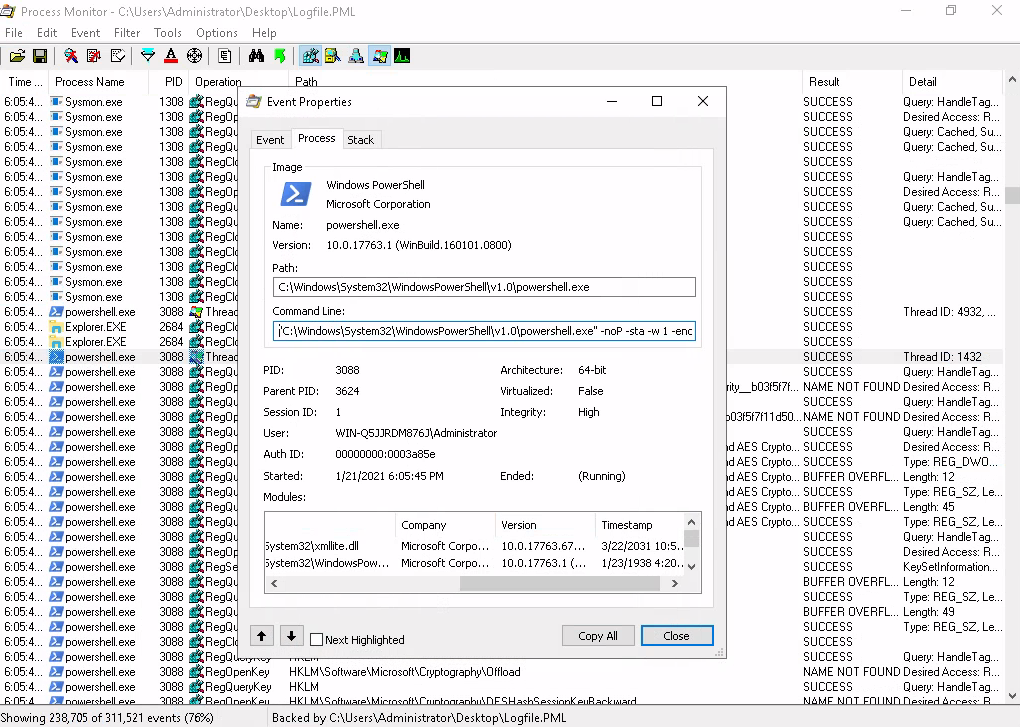 Process Monitor - C:\Users\Administrator\Desktop\Logfile.PML
File Edit Event Filter Tools Options Help
Time ... Process Name PID Operation Path Result Detail
6:05:4... Sysmon.exe 1308 RegQu SUCCESS Query: HandleTag...
6:05:4... Sysmon.exe 1308 RegOp SUCCESS Desired Access: R...
6:05:4... Sysmon.exe 1308 RegQu SUCCESS Query: Cached, Su...
6:05:4... Sysmon.exe 1308 RegQu SUCCESS Query: Cached, Su...
6:05:4... Sysmon.exe 1308 RegClo SUCCESS
6:05:4... Sysmon.exe 1308 RegQu SUCCESS Query: HandleTag...
6:05:4... Sysmon.exe 1308 RegOp SUCCESS Desired Access: R...
6:05:4... Sysmon.exe 1308 RegQu SUCCESS Query: Cached, Su...
6:05:4... Sysmon.exe 1308 RegQu SUCCESS Query: Cached, Su...
6:05:4... Sysmon.exe 1308 RegClo SUCCESS
6:05:4... Sysmon.exe 1308 RegClo SUCCESS
6:05:4... Sysmon.exe 1308 RegClo SUCCESS
6:05:4... Sysmon.exe 1308 RegClo SUCCESS
6:05:4... Sysmon.exe 1308 RegClo SUCCESS
6:05:4... powershell.exe 3088 Thread SUCCESS Thread ID: 4932, ...
6:05:4... Explorer.EXE 2684 RegClo SUCCESS
6:05:4... Explorer.EXE 2684 RegClo SUCCESS
6:05:4... powershell.exe 3088 Thread SUCCESS Thread ID: 1432
6:05:4... powershell.exe 3088 RegQu SUCCESS Query: HandleTag...
6:05:4... powershell.exe 3088 RegOp rity__b03f5f7f... NAME NOT FOUND Desired Access: R...
6:05:4... powershell.exe 3088 RegQu SUCCESS Query: HandleTag...
6:05:4... powershell.exe 3088 RegOp b03f5f7f11d50... NAME NOT FOUND Desired Access: R...
6:05:4... powershell.exe 3088 RegQu SUCCESS Query: HandleTag...
6:05:4... powershell.exe 3088 RegOp nd AES Crypto... SUCCESS Desired Access: R...
6:05:4... powershell.exe 3088 RegQu nd AES Crypto... SUCCESS Type: REG_DWO...
6:05:4... powershell.exe 3088 RegQu nd AES Crypto... BUFFER OVERFL... Length: 12
6:05:4... powershell.exe 3088 RegQu nd AES Crypto... SUCCESS Type: REG_SZ, Le...
6:05:4... powershell.exe 3088 RegQu nd AES Crypto... BUFFER OVERFL... Length: 45
6:05:4... powershell.exe 3088 RegQu nd AES Crypto... SUCCESS Type: REG_SZ, Le...
6:05:4... powershell.exe 3088 RegQu SUCCESS Query: HandleTag...
6:05:4... powershell.exe 3088 RegOp SUCCESS Desired Access: R...
6:05:4... powershell.exe 3088 RegSe SUCCESS KeySetInformation...
6:05:4... powershell.exe 3088 RegQu BUFFER OVERFL... Length: 12
6:05:4... powershell.exe 3088 RegQu SUCCESS Type: REG_SZ, Le...
6:05:4... powershell.exe 3088 RegQu BUFFER OVERFL... Length: 49
6:05:4... powershell.exe 3088 RegQu SUCCESS Type: REG_SZ, Le...
6:05:4... powershell.exe 3088 RegClo SUCCESS
6:05:4... powershell.exe 3088 RegQueryKey HKLM SUCCESS Query: HandleTag...
6:05:4... powershell.exe 3088 RegOpenKey HKLM\Software\Microsoft\Cryptography\Offload NAME NOT FOUND Desired Access: R...
6:05:4... powershell.exe 3088 RegQueryKey HKLM SUCCESS Query: HandleTag...
6:05:4... powershell.exe 3088 RegOpenKey HKLM\Software\Microsoft\Cryptography\DESHashSessionKeyBackward NAME NOT FOUND Desired Access: R...
Event Properties
Event Process Stack
Image
Windows PowerShell
Microsoft Corporation
Name: powershell.exe
Version: 10.0.17763.1 (WinBuild.160101.0800)
Path:
C:\Windows\System32\WindowsPowerShell\v1.0\powershell.exe
Command Line:
"C:\Windows\System32\WindowsPowerShell\v1.0\powershell.exe" -noP -sta -w 1 -enc
PID: 3088 Architecture: 64-bit
Parent PID: 3624 Virtualized: False
Session ID: 1 Integrity: High
User: WIN-Q5JJRDM876J\Administrator
Auth ID: 00000000:0003a85e
Started: 1/21/2021 6:05:45 PM Ended: (Running)
Modules:
Company Version Timestamp
System32\xmllite.dll Microsoft Corpo... 10.0.17763.67... 3/22/2031 10:5...
System32\WindowsPow... Microsoft Corpo... 10.0.17763.1 (... 1/23/1938 4:20...
Next Highlighted Copy All Close
Showing 238,705 of 311,521 events (76%) Backed by C:\Users\Administrator\Desktop\Logfile.PML